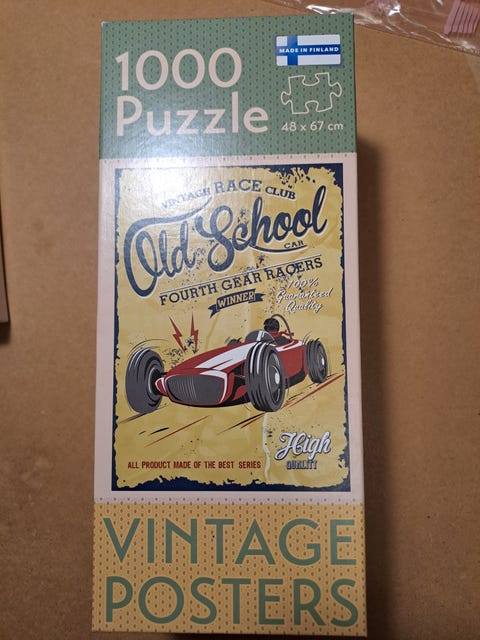 1000
Puzzle
MADE IN FINLAND
48 x 67 cm
VINTAGE RACE CLUB
Old School
CAR
FOURTH GEAR RACERS
WINNER
100%
Guaranteed
Quality
High
QUALITY
ALL PRODUCT MADE OF THE BEST SERIES
VINTAGE
POSTERS